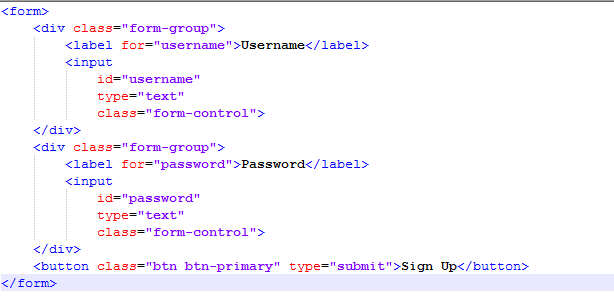 <form>
    <div class="form-group">
        <label for="username">Username</label>
        <input
            id="username"
            type="text"
            class="form-control">
    </div>
    <div class="form-group">
        <label for="password">Password</label>
        <input
            id="password"
            type="text"
            class="form-control">
    </div>
    <button class="btn btn-primary" type="submit">Sign Up</button>
</form>